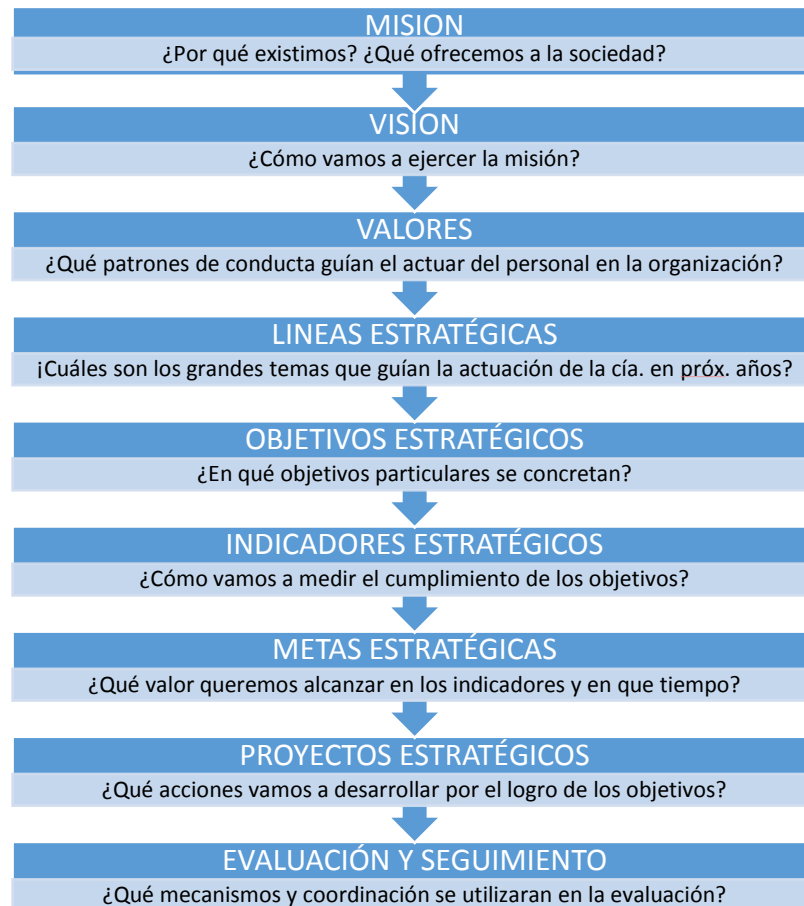 MISION
¿Por qué existimos? ¿Qué ofrecemos a la sociedad?
VISION
¿Cómo vamos a ejercer la misión?
VALORES
¿Qué patrones de conducta guían el actuar del personal en la organización?
LINEAS ESTRATÉGICAS
¡Cuáles son los grandes temas que guían la actuación de la cía. en próx. años?
OBJETIVOS ESTRATÉGICOS
¿En qué objetivos particulares se concretan?
INDICADORES ESTRATÉGICOS
¿Cómo vamos a medir el cumplimiento de los objetivos?
METAS ESTRATÉGICAS
¿Qué valor queremos alcanzar en los indicadores y en que tiempo?
PROYECTOS ESTRATÉGICOS
¿Qué acciones vamos a desarrollar por el logro de los objetivos?
EVALUACIÓN Y SEGUIMIENTO
¿Qué mecanismos y coordinación se utilizaran en la evaluación?